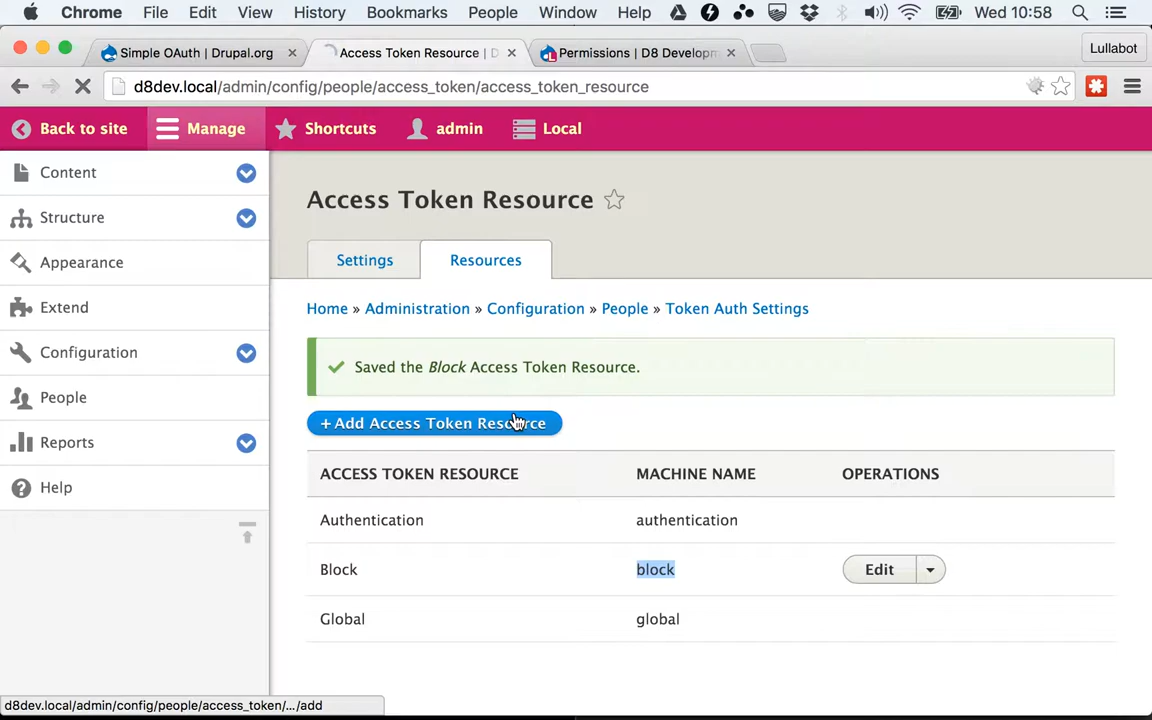 Chrome File Edit View History Bookmarks People Window Help Wed 10:58
Simple OAuth | Drupal.org Access Token Resource | D Permissions | D8 Developm Lullabot
d8dev.local/admin/config/people/access_token/access_token_resource
Back to site Manage Shortcuts admin Local
Content
Structure
Appearance
Extend
Configuration
People
Reports
Help
Access Token Resource
Settings Resources
Home » Administration » Configuration » People » Token Auth Settings
Saved the Block Access Token Resource.
+ Add Access Token Resource
ACCESS TOKEN RESOURCE MACHINE NAME OPERATIONS
Authentication authentication
Block block Edit
Global global
d8dev.local/admin/config/people/access_token/.../add